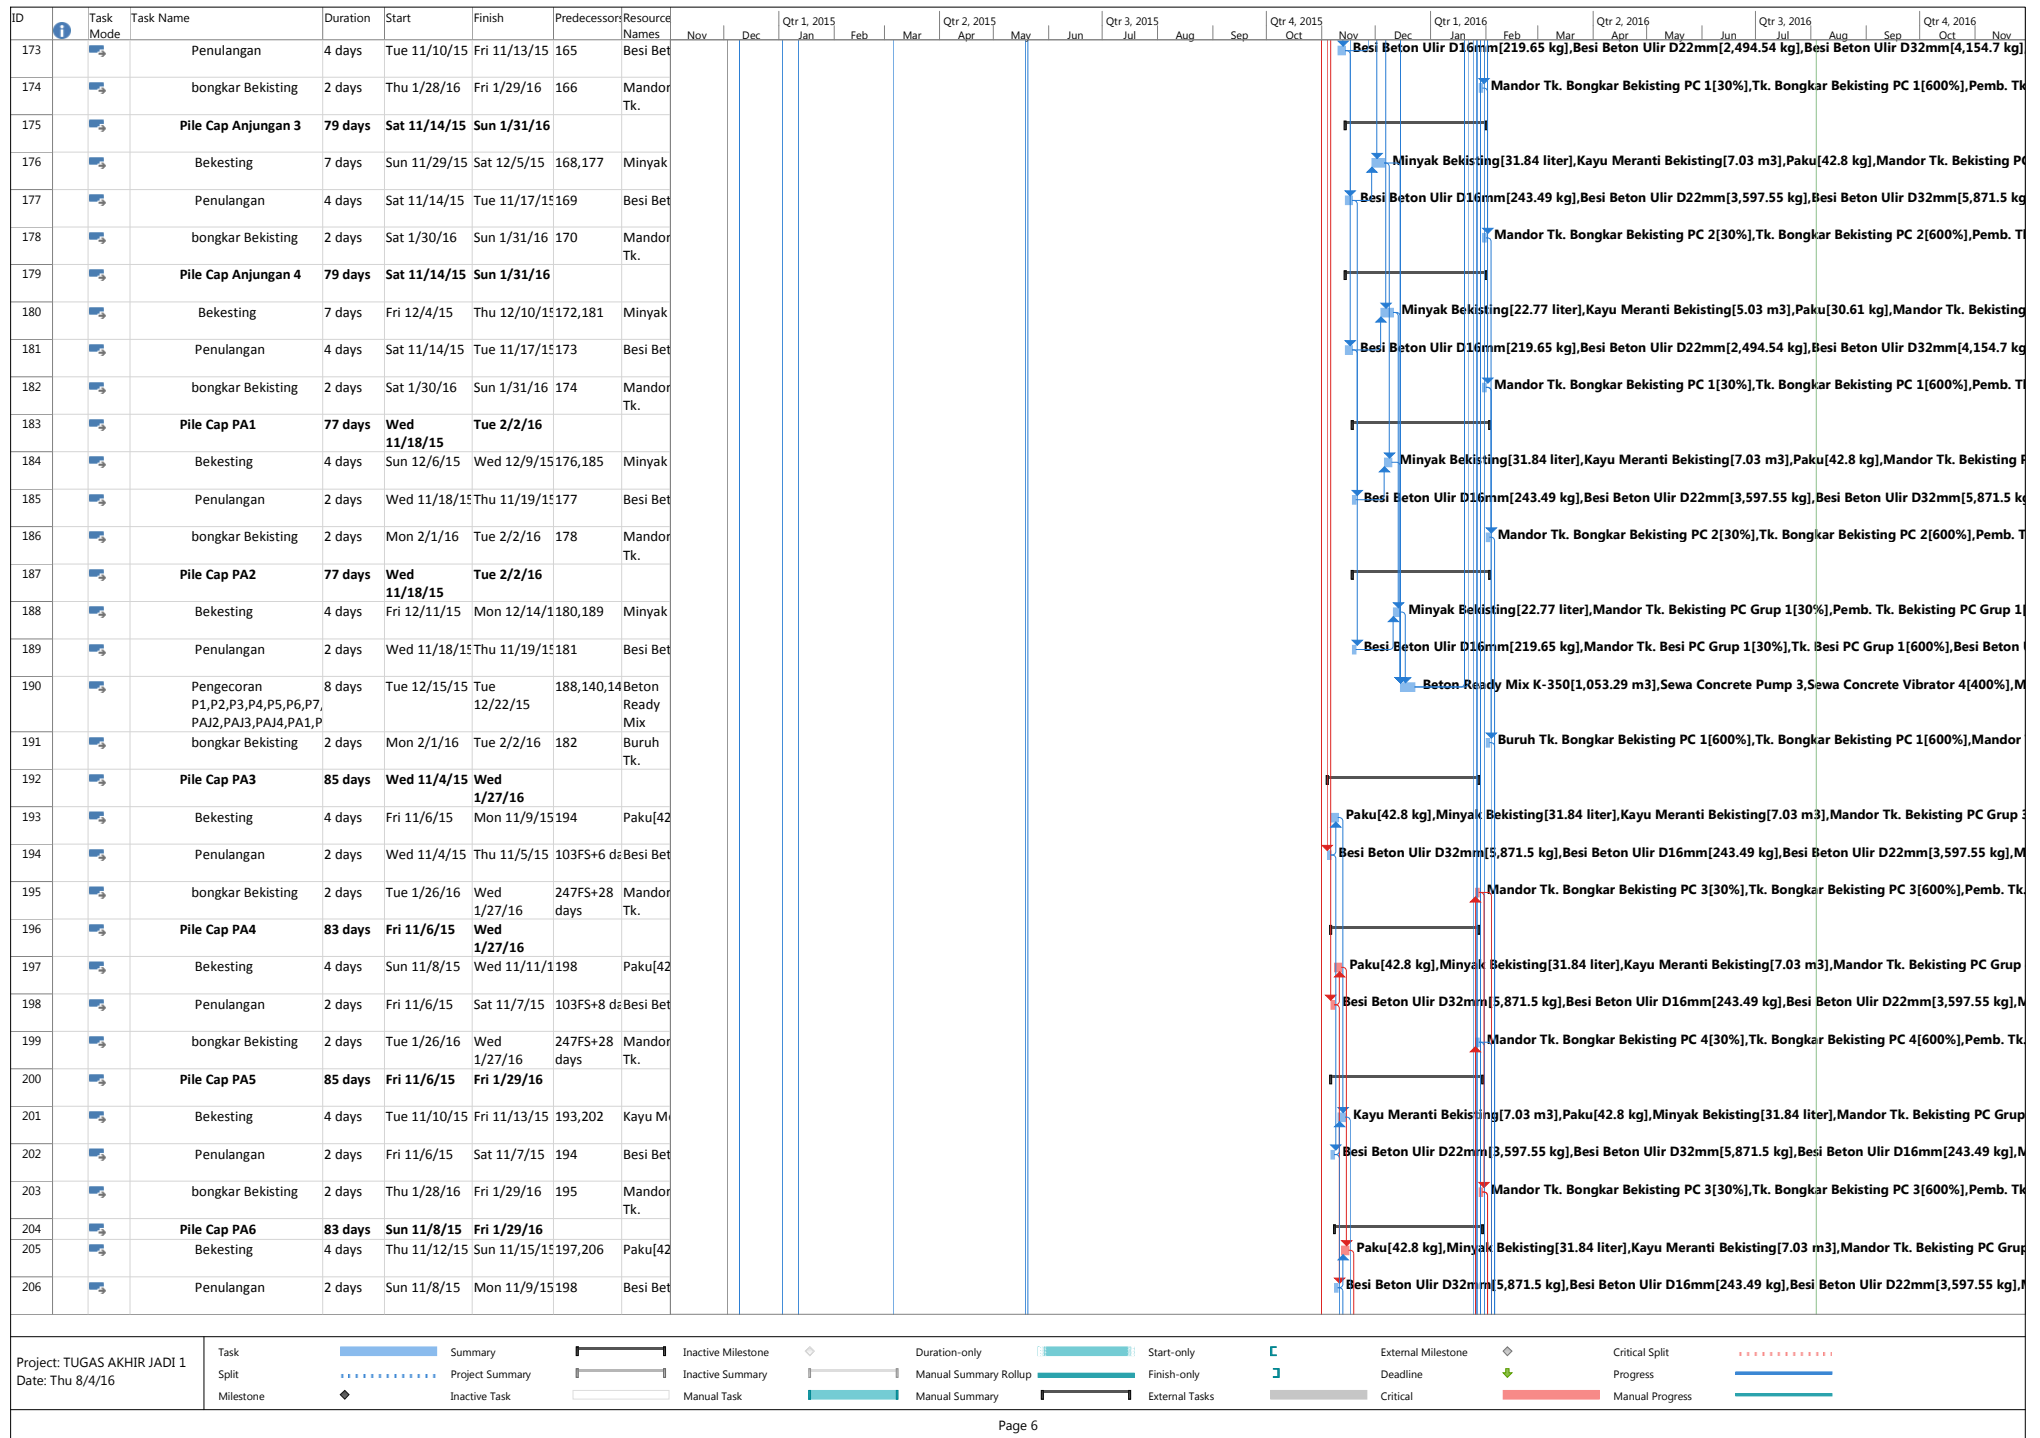 ID Task Mode Task Name Duration Start Finish Predecessors Resource Names
Qtr 1, 2015 Qtr 2, 2015 Qtr 3, 2015 Qtr 4, 2015 Qtr 1, 2016 Qtr 2, 2016 Qtr 3, 2016 Qtr 4, 2016
Nov Dec Jan Feb Mar Apr May Jun Jul Aug Sep Oct Nov Dec Jan Feb Mar Apr May Jun Jul Aug Sep Oct Nov
173 Penulangan 4 days Tue 11/10/15 Fri 11/13/15 165 Besi Bet Besi Beton Ulir D16mm[219.65 kg],Besi Beton Ulir D22mm[2,494.54 kg],Besi Beton Ulir D32mm[4,154.7 kg]
174 bongkar Bekisting 2 days Thu 1/28/16 Fri 1/29/16 166 Mandor Tk. Mandor Tk. Bongkar Bekisting PC 1[30%],Tk. Bongkar Bekisting PC 1[600%],Pemb. Tk
175 Pile Cap Anjungan 3 79 days Sat 11/14/15 Sun 1/31/16
176 Bekesting 7 days Sun 11/29/15 Sat 12/5/15 168,177 Minyak Minyak Bekisting[31.84 liter],Kayu Meranti Bekisting[7.03 m3],Paku[42.8 kg],Mandor Tk. Bekisting PC
177 Penulangan 4 days Sat 11/14/15 Tue 11/17/15 169 Besi Bet Besi Beton Ulir D16mm[243.49 kg],Besi Beton Ulir D22mm[3,597.55 kg],Besi Beton Ulir D32mm[5,871.5 kg
178 bongkar Bekisting 2 days Sat 1/30/16 Sun 1/31/16 170 Mandor Tk. Mandor Tk. Bongkar Bekisting PC 2[30%],Tk. Bongkar Bekisting PC 2[600%],Pemb. T
179 Pile Cap Anjungan 4 79 days Sat 11/14/15 Sun 1/31/16
180 Bekesting 7 days Fri 12/4/15 Thu 12/10/15 172,181 Minyak Minyak Bekisting[22.77 liter],Kayu Meranti Bekisting[5.03 m3],Paku[30.61 kg],Mandor Tk. Bekisting
181 Penulangan 4 days Sat 11/14/15 Tue 11/17/15 173 Besi Bet Besi Beton Ulir D16mm[219.65 kg],Besi Beton Ulir D22mm[2,494.54 kg],Besi Beton Ulir D32mm[4,154.7 kg
182 bongkar Bekisting 2 days Sat 1/30/16 Sun 1/31/16 174 Mandor Tk. Mandor Tk. Bongkar Bekisting PC 1[30%],Tk. Bongkar Bekisting PC 1[600%],Pemb. T
183 Pile Cap PA1 77 days Wed 11/18/15 Tue 2/2/16
184 Bekesting 4 days Sun 12/6/15 Wed 12/9/15 176,185 Minyak Minyak Bekisting[31.84 liter],Kayu Meranti Bekisting[7.03 m3],Paku[42.8 kg],Mandor Tk. Bekisting P
185 Penulangan 2 days Wed 11/18/15 Thu 11/19/15 177 Besi Bet Besi Beton Ulir D16mm[243.49 kg],Besi Beton Ulir D22mm[3,597.55 kg],Besi Beton Ulir D32mm[5,871.5 kg
186 bongkar Bekisting 2 days Mon 2/1/16 Tue 2/2/16 178 Mandor Tk. Mandor Tk. Bongkar Bekisting PC 2[30%],Tk. Bongkar Bekisting PC 2[600%],Pemb. T
187 Pile Cap PA2 77 days Wed 11/18/15 Tue 2/2/16
188 Bekesting 4 days Fri 12/11/15 Mon 12/14/1 180,189 Minyak Minyak Bekisting[22.77 liter],Mandor Tk. Bekisting PC Grup 1[30%],Pemb. Tk. Bekisting PC Grup 1[
189 Penulangan 2 days Wed 11/18/15 Thu 11/19/15 181 Besi Bet Besi Beton Ulir D16mm[219.65 kg],Mandor Tk. Besi PC Grup 1[30%],Tk. Besi PC Grup 1[600%],Besi Beton
190 Pengecoran P1,P2,P3,P4,P5,P6,P7, PAJ2,PAJ3,PAJ4,PA1,P 8 days Tue 12/15/15 Tue 12/22/15 188,140,14 Beton Ready Mix Beton Ready Mix K-350[1,053.29 m3],Sewa Concrete Pump 3,Sewa Concrete Vibrator 4[400%],M
191 bongkar Bekisting 2 days Mon 2/1/16 Tue 2/2/16 182 Buruh Tk. Buruh Tk. Bongkar Bekisting PC 1[600%],Tk. Bongkar Bekisting PC 1[600%],Mandor
192 Pile Cap PA3 85 days Wed 11/4/15 Wed 1/27/16
193 Bekesting 4 days Fri 11/6/15 Mon 11/9/15 194 Paku[42 Paku[42.8 kg],Minyak Bekisting[31.84 liter],Kayu Meranti Bekisting[7.03 m3],Mandor Tk. Bekisting PC Grup 3
194 Penulangan 2 days Wed 11/4/15 Thu 11/5/15 103FS+6 da Besi Bet Besi Beton Ulir D32mm[5,871.5 kg],Besi Beton Ulir D16mm[243.49 kg],Besi Beton Ulir D22mm[3,597.55 kg],M
195 bongkar Bekisting 2 days Tue 1/26/16 Wed 1/27/16 247FS+28 days Mandor Tk. Mandor Tk. Bongkar Bekisting PC 3[30%],Tk. Bongkar Bekisting PC 3[600%],Pemb. Tk.
196 Pile Cap PA4 83 days Fri 11/6/15 Wed 1/27/16
197 Bekesting 4 days Sun 11/8/15 Wed 11/11/1 198 Paku[42 Paku[42.8 kg],Minyak Bekisting[31.84 liter],Kayu Meranti Bekisting[7.03 m3],Mandor Tk. Bekisting PC Grup
198 Penulangan 2 days Fri 11/6/15 Sat 11/7/15 103FS+8 da Besi Bet Besi Beton Ulir D32mm[5,871.5 kg],Besi Beton Ulir D16mm[243.49 kg],Besi Beton Ulir D22mm[3,597.55 kg],M
199 bongkar Bekisting 2 days Tue 1/26/16 Wed 1/27/16 247FS+28 days Mandor Tk. Mandor Tk. Bongkar Bekisting PC 4[30%],Tk. Bongkar Bekisting PC 4[600%],Pemb. Tk.
200 Pile Cap PA5 85 days Fri 11/6/15 Fri 1/29/16
201 Bekesting 4 days Tue 11/10/15 Fri 11/13/15 193,202 Kayu Me Kayu Meranti Bekisting[7.03 m3],Paku[42.8 kg],Minyak Bekisting[31.84 liter],Mandor Tk. Bekisting PC Grup
202 Penulangan 2 days Fri 11/6/15 Sat 11/7/15 194 Besi Bet Besi Beton Ulir D22mm[3,597.55 kg],Besi Beton Ulir D32mm[5,871.5 kg],Besi Beton Ulir D16mm[243.49 kg],M
203 bongkar Bekisting 2 days Thu 1/28/16 Fri 1/29/16 195 Mandor Tk. Mandor Tk. Bongkar Bekisting PC 3[30%],Tk. Bongkar Bekisting PC 3[600%],Pemb. Tk
204 Pile Cap PA6 83 days Sun 11/8/15 Fri 1/29/16
205 Bekesting 4 days Thu 11/12/15 Sun 11/15/15 197,206 Paku[42 Paku[42.8 kg],Minyak Bekisting[31.84 liter],Kayu Meranti Bekisting[7.03 m3],Mandor Tk. Bekisting PC Grup
206 Penulangan 2 days Sun 11/8/15 Mon 11/9/15 198 Besi Bet Besi Beton Ulir D32mm[5,871.5 kg],Besi Beton Ulir D16mm[243.49 kg],Besi Beton Ulir D22mm[3,597.55 kg],
Project: TUGAS AKHIR JADI 1
Date: Thu 8/4/16
Task Summary Inactive Milestone Duration-only Start-only External Milestone Critical Split
Split Project Summary Inactive Summary Manual Summary Rollup Finish-only Deadline Progress
Milestone Inactive Task Manual Task Manual Summary External Tasks Critical Manual Progress
Page 6